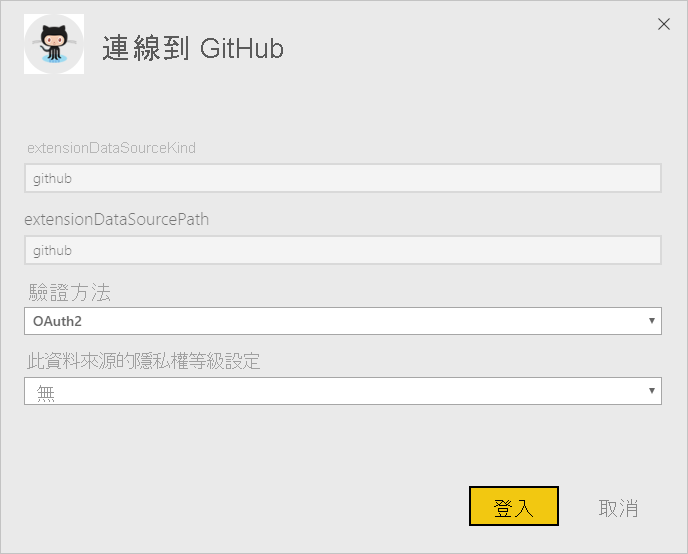 連線到 GitHub
extensionDataSourceKind
github
extensionDataSourcePath
github
驗證方法
OAuth2
此資料來源的隱私權等級設定
無
登入 取消